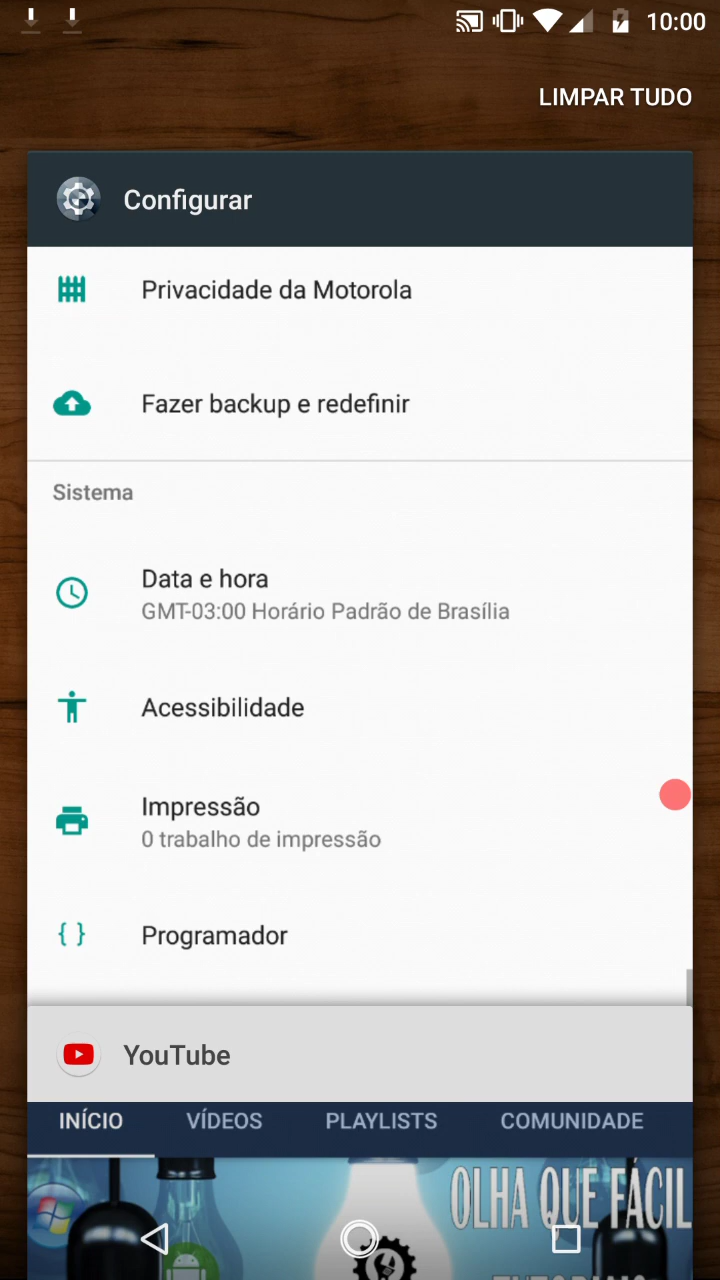 10:00
LIMPAR TUDO
Configurar
Privacidade da Motorola
Fazer backup e redefinir
Sistema
Data e hora
GMT-03:00 Horário Padrão de Brasília
Acessibilidade
Impressão
0 trabalho de impressão
{ } Programador
YouTube
INÍCIO VÍDEOS PLAYLISTS COMUNIDADE
OLHA QUE FÁCIL